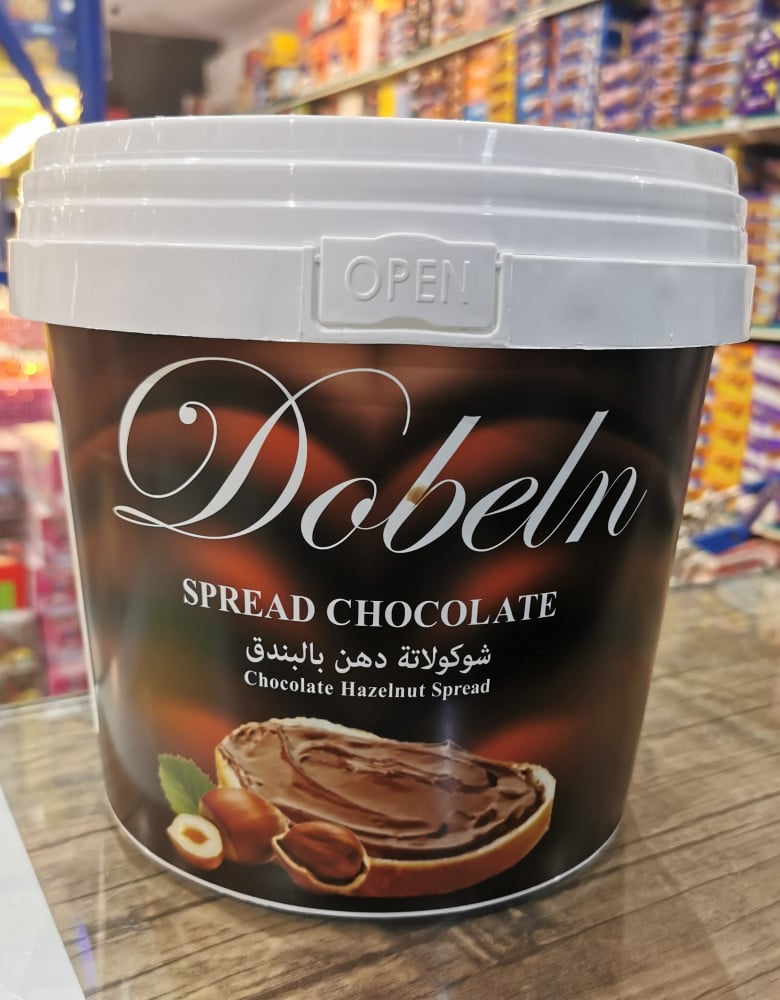 OPEN
Dobeln
SPREAD CHOCOLATE
شوكولاتة دهن بالبندق
Chocolate Hazelnut Spread